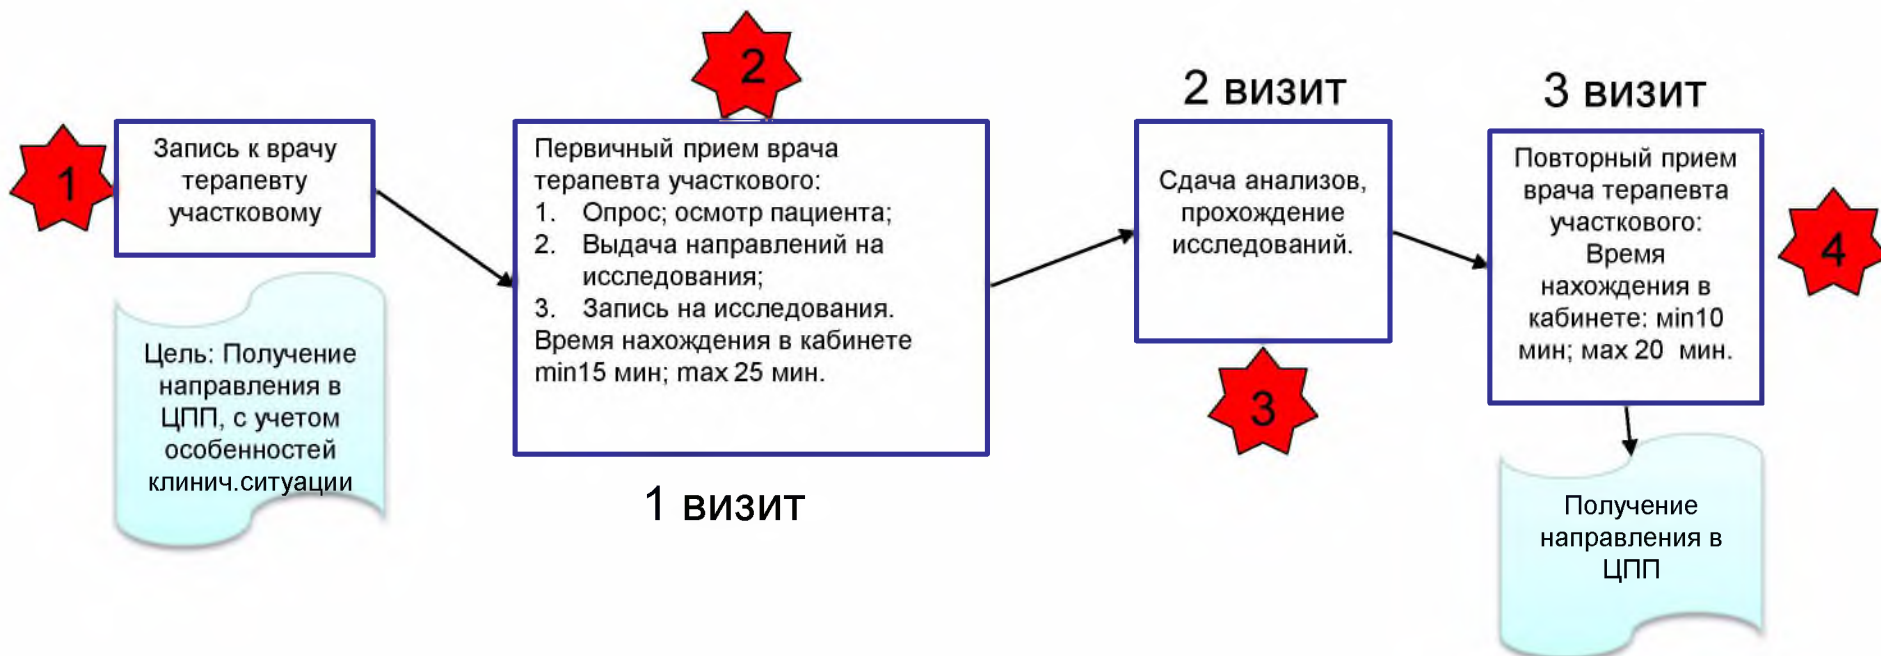 1
Запись к врачу
терапевту
участковому
Цель: Получение
направления в
ЦПП, с учетом
особенностей
клинич.ситуации
2
Первичный прием врача
терапевта участкового:
1. Опрос; осмотр пациента;
2. Выдача направлений на
исследования;
3. Запись на исследования.
Время нахождения в кабинете
min15 мин; max 25 мин.
1 визит
2 визит
Сдача анализов,
прохождение
исследований.
3
3 визит
Повторный прием
врача терапевта
участкового:
Время
нахождения в
кабинете: мin10
мин; мах 20 мин.
4
Получение
направления в
ЦПП